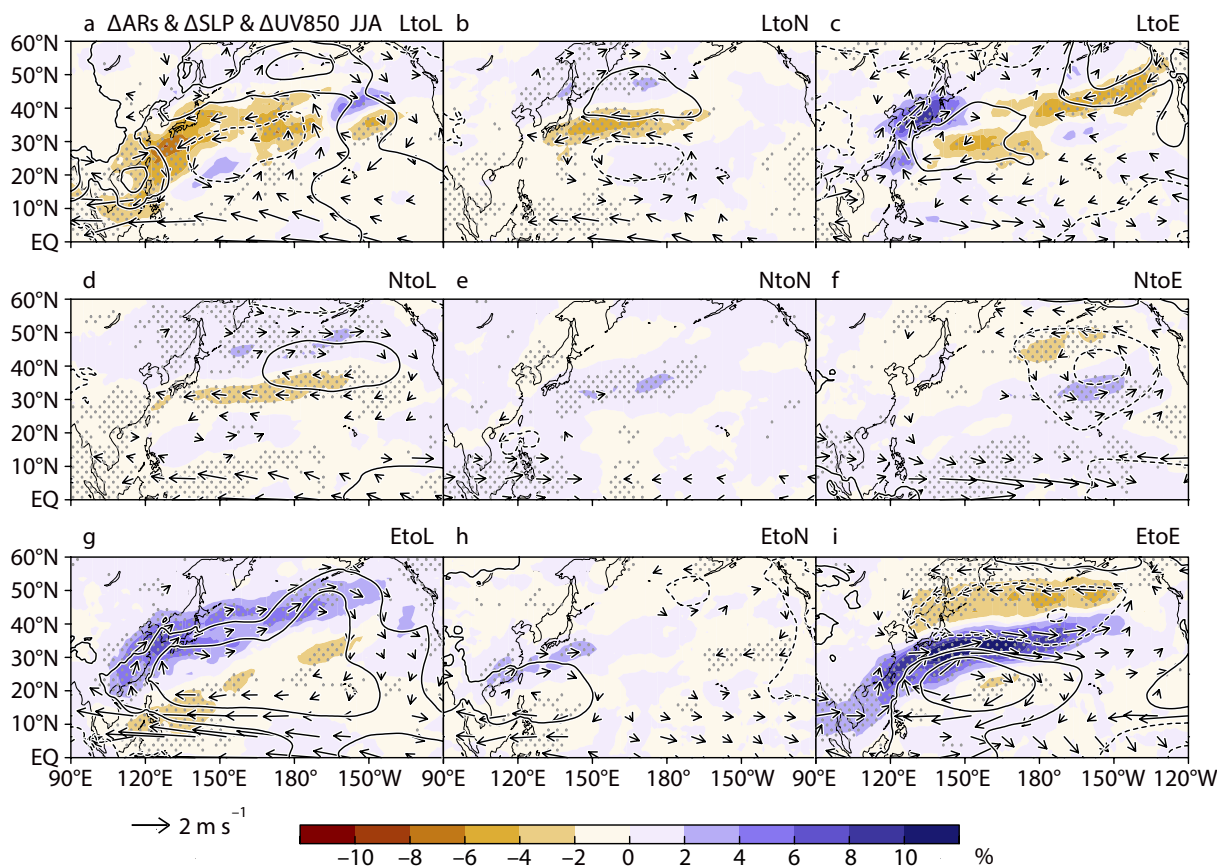 a ΔARs & ΔSLP & ΔUV850 JJA LtoL b LtoN c LtoE
60°N
50°N
40°N
30°N
20°N
10°N
EQ
d NtoL e NtoN f NtoE
60°N
50°N
40°N
30°N
20°N
10°N
EQ
g EtoL h EtoN i EtoE
60°N
50°N
40°N
30°N
20°N
10°N
EQ
90°E 120°E 150°E 180° 150°W 90°E 120°E 150°E 180° 150°W 90°E 120°E 150°E 180° 150°W 120°W
2 m s⁻¹
−10 −8 −6 −4 −2 0 2 4 6 8 10 %